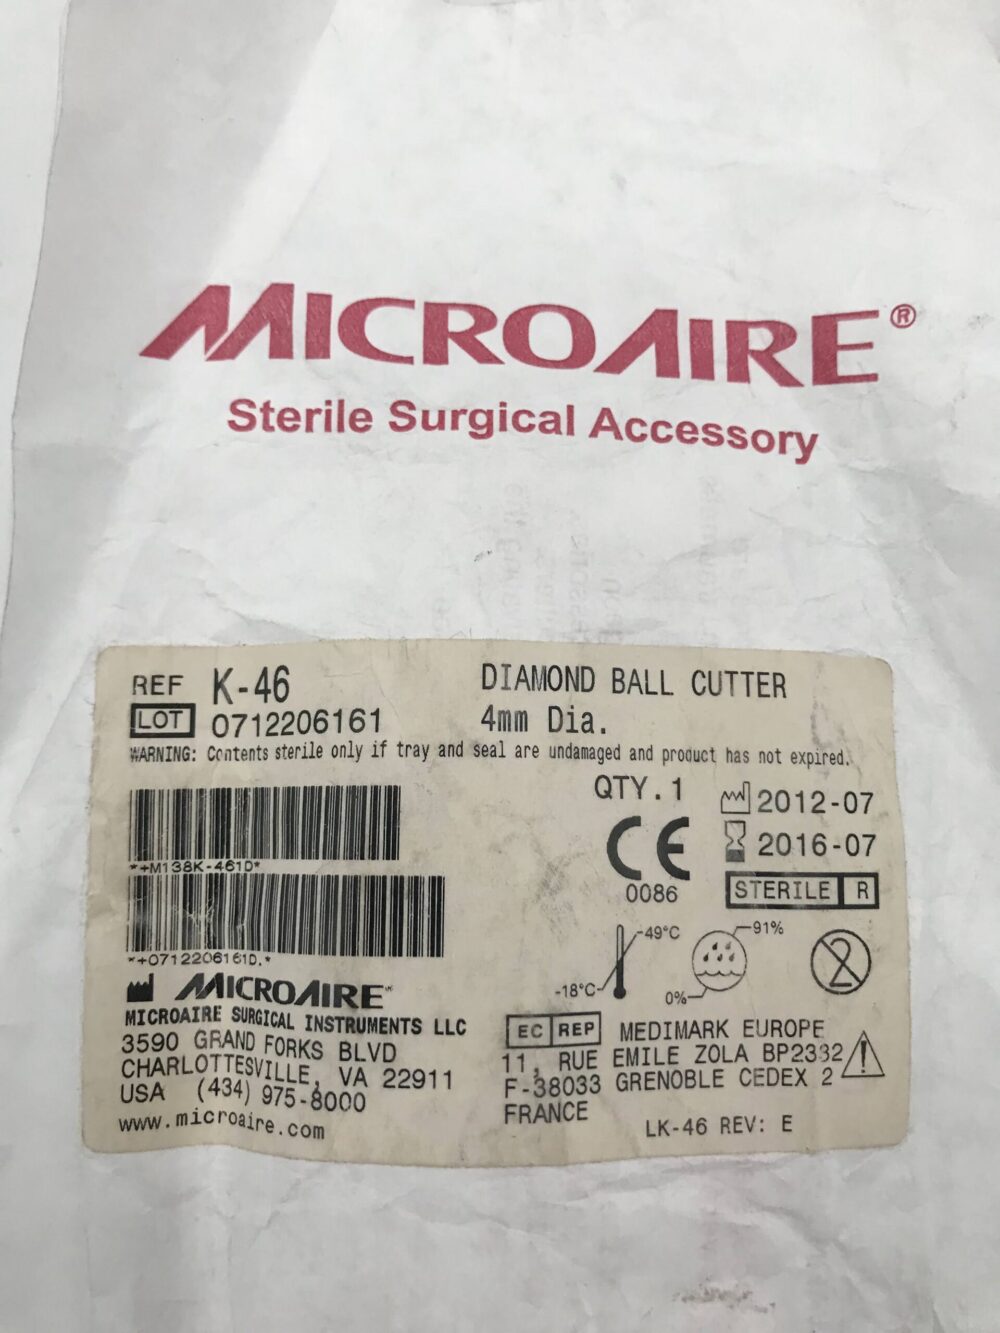 MICROAIRE®
Sterile Surgical Accessory
REF K-46
DIAMOND BALL CUTTER
LOT 0712206161
4mm Dia.
WARNING: Contents sterile only if tray and seal are undamaged and product has not expired.
QTY.1
2012-07
2016-07
CE
0086
STERILE R
*+M138K-461D*
*+0712206161D.*
49°C
-18°C
91%
0%
2
MICROAIRE™
MICROAIRE SURGICAL INSTRUMENTS LLC
3590 GRAND FORKS BLVD
CHARLOTTESVILLE, VA 22911
USA (434) 975-8000
www.microaire.com
EC REP MEDIMARK EUROPE
11, RUE EMILE ZOLA BP2332
F-38033 GRENOBLE CEDEX 2
FRANCE
LK-46 REV: E